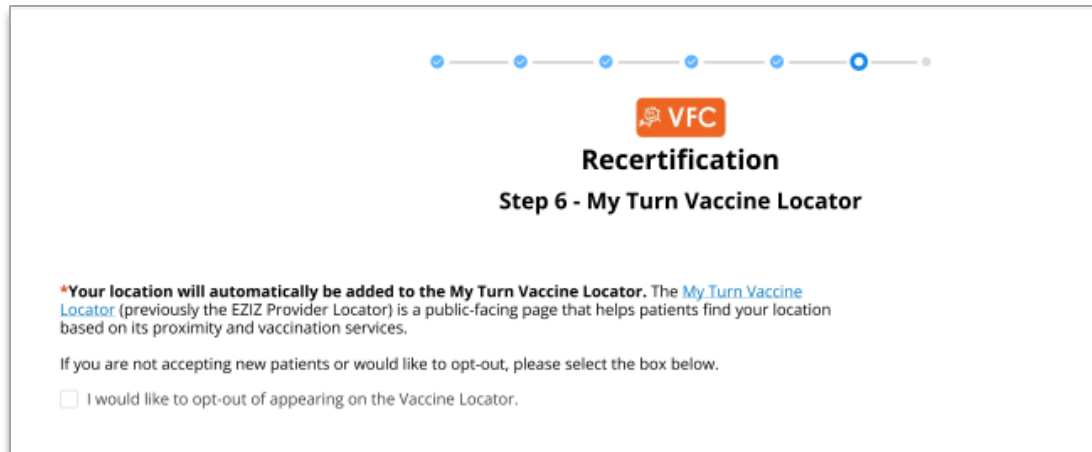 VFC
Recertification
Step 6 - My Turn Vaccine Locator
*Your location will automatically be added to the My Turn Vaccine Locator. The My Turn Vaccine
Locator (previously the EZIZ Provider Locator) is a public-facing page that helps patients find your location
based on its proximity and vaccination services.
If you are not accepting new patients or would like to opt-out, please select the box below.
I would like to opt-out of appearing on the Vaccine Locator.